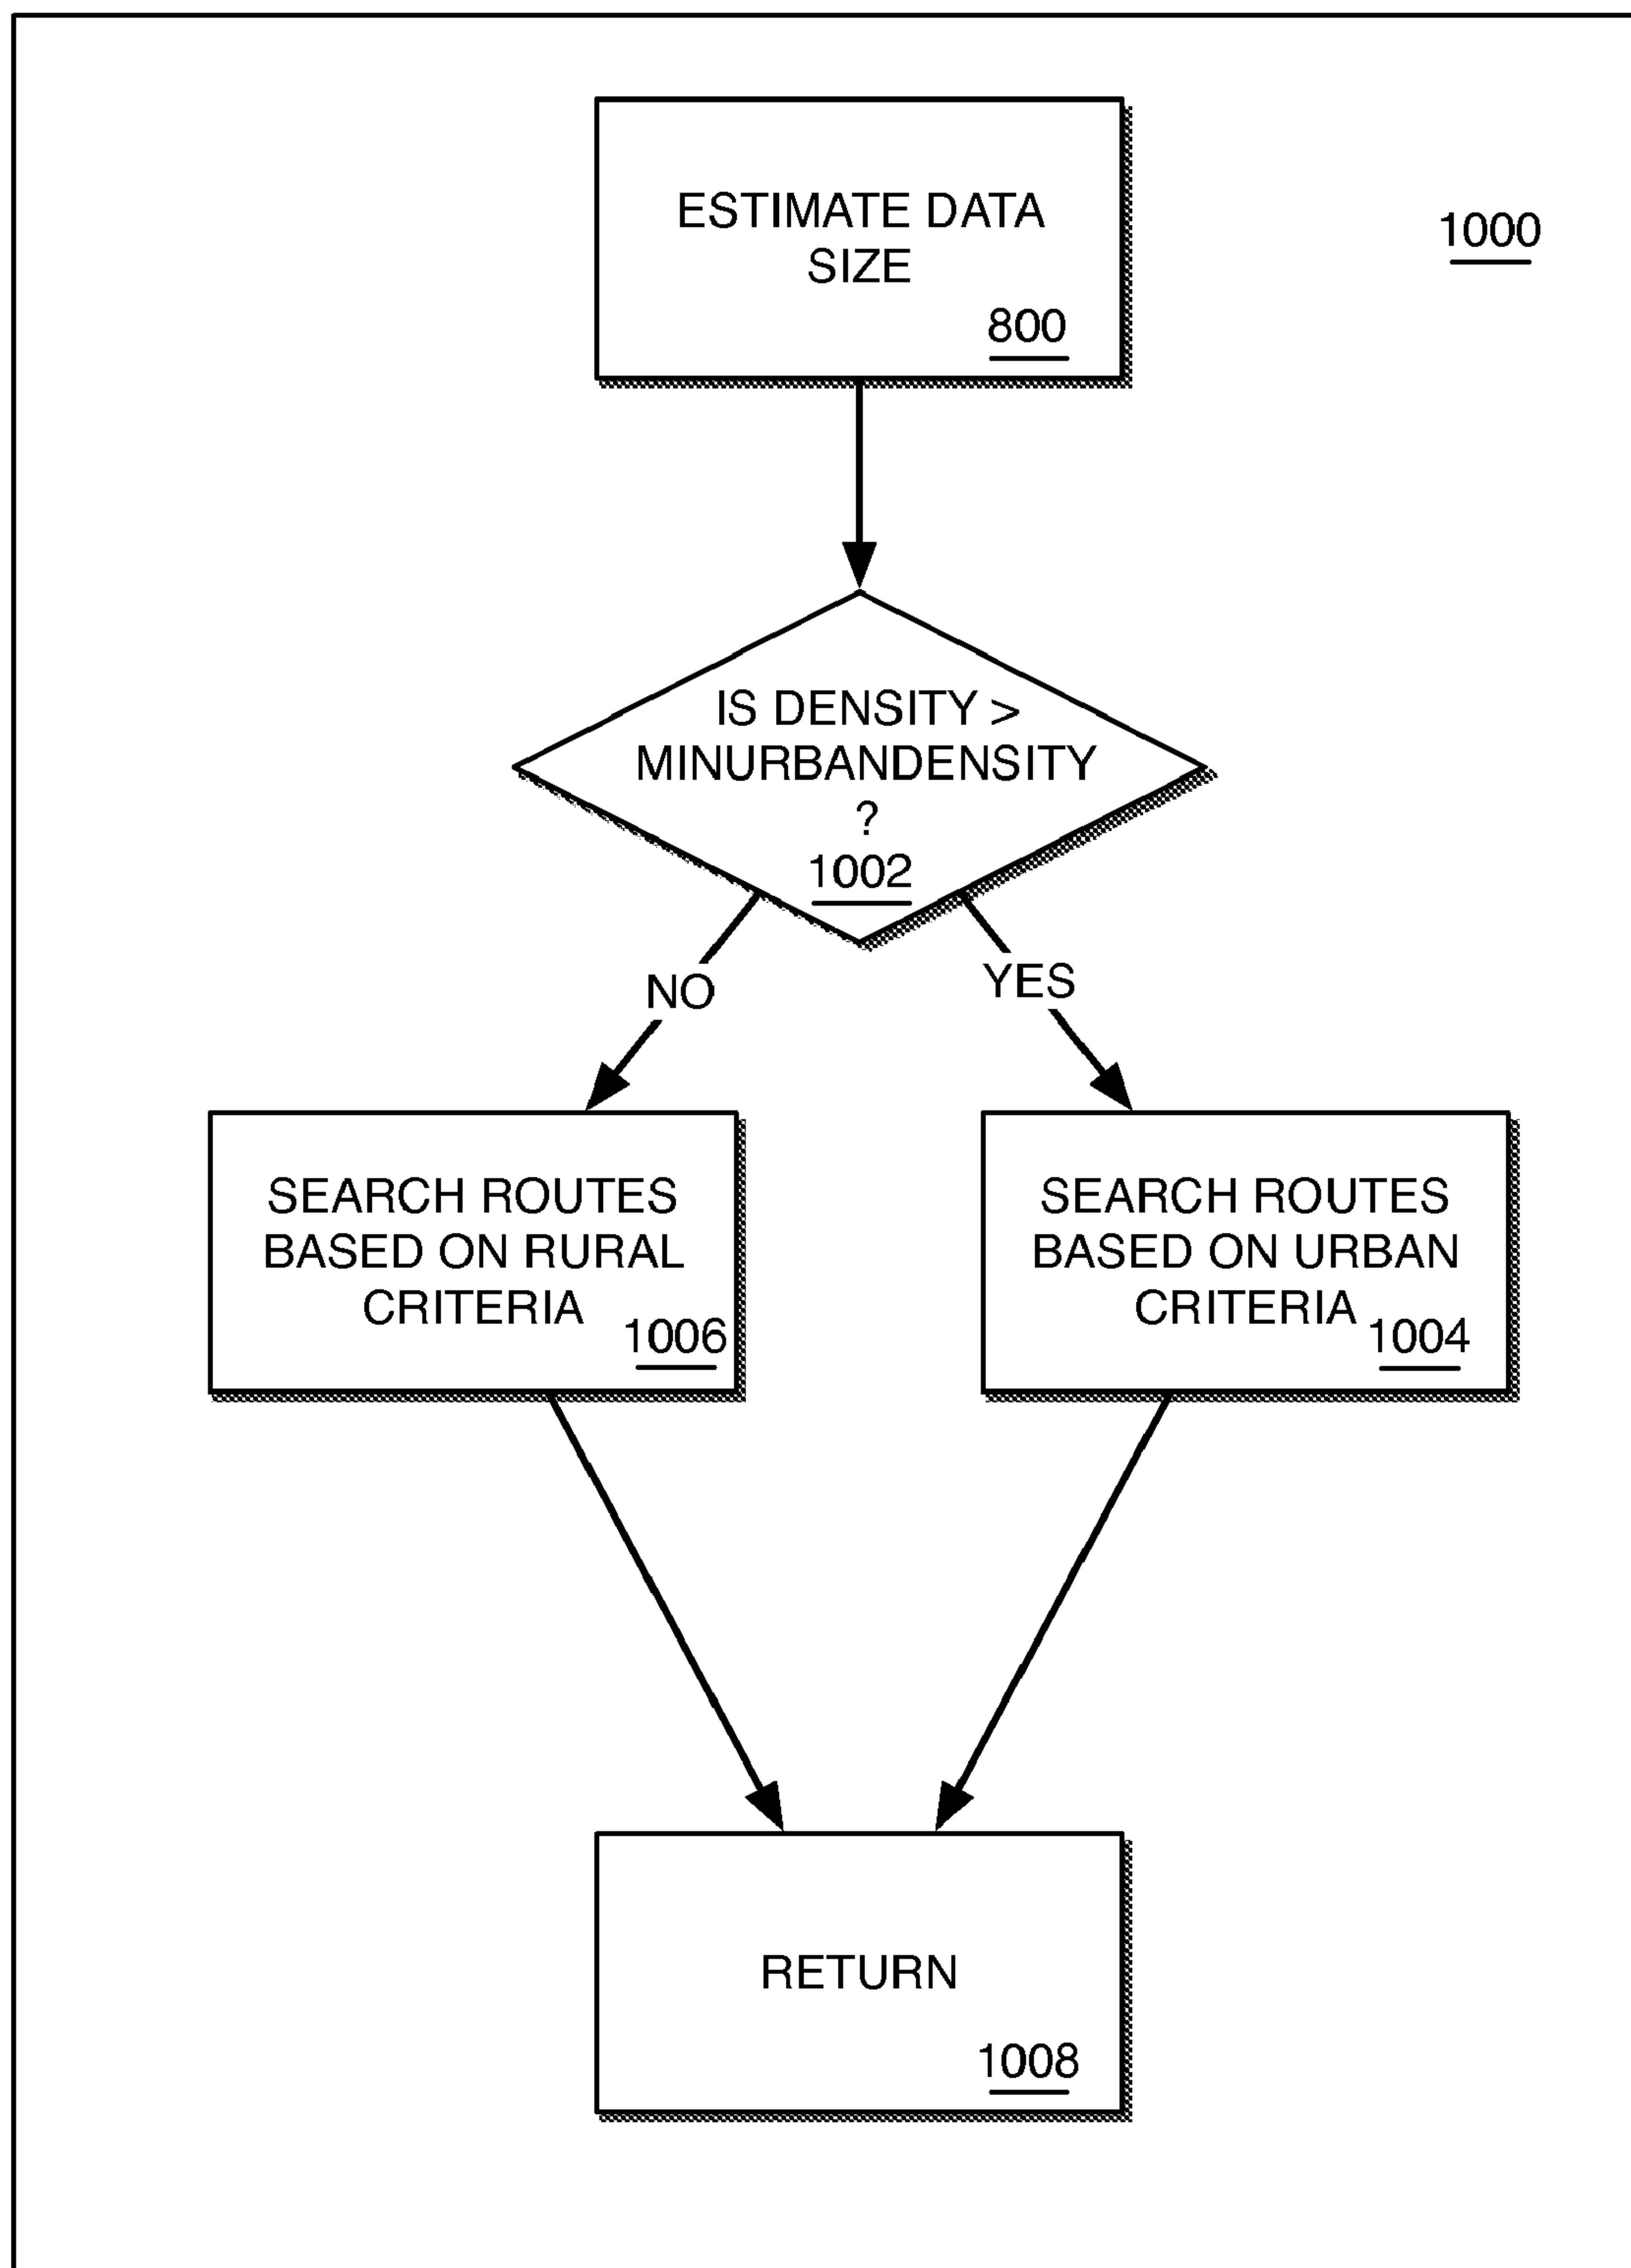 ESTIMATE DATA
SIZE
800
1000
IS DENSITY >
MINURBANDENSITY
?
1002
NO
YES
SEARCH ROUTES
BASED ON RURAL
CRITERIA
1006
SEARCH ROUTES
BASED ON URBAN
CRITERIA
1004
RETURN
1008